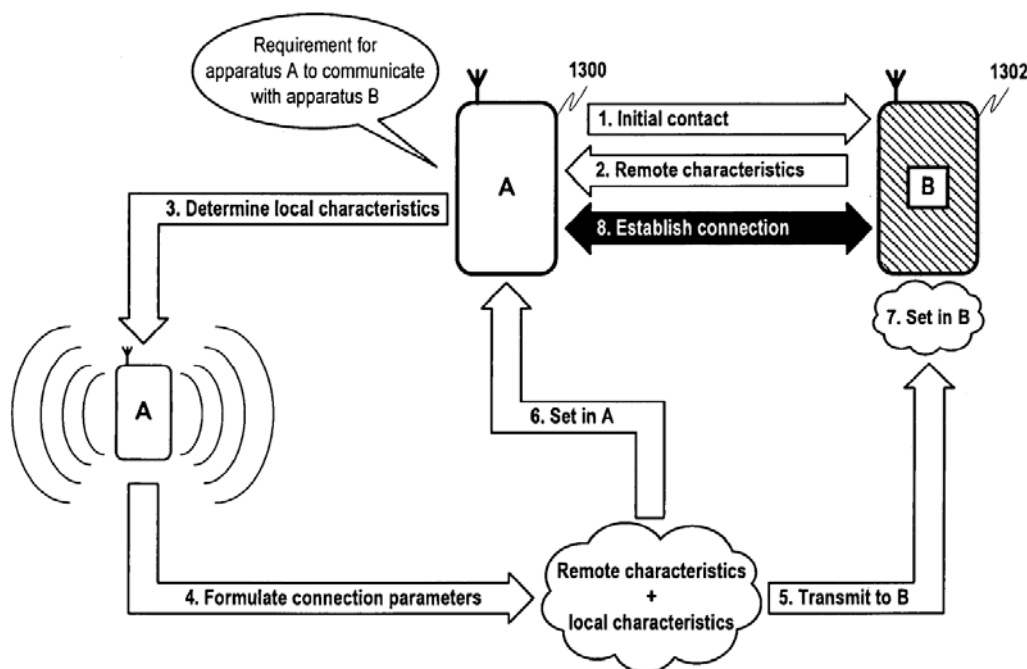 Requirement for
apparatus A to communicate
with apparatus B
1300
1302
1. Initial contact
2. Remote characteristics
A
B
3. Determine local characteristics
8. Establish connection
7. Set in B
A
6. Set in A
Remote characteristics
+
local characteristics
4. Formulate connection parameters
5. Transmit to B